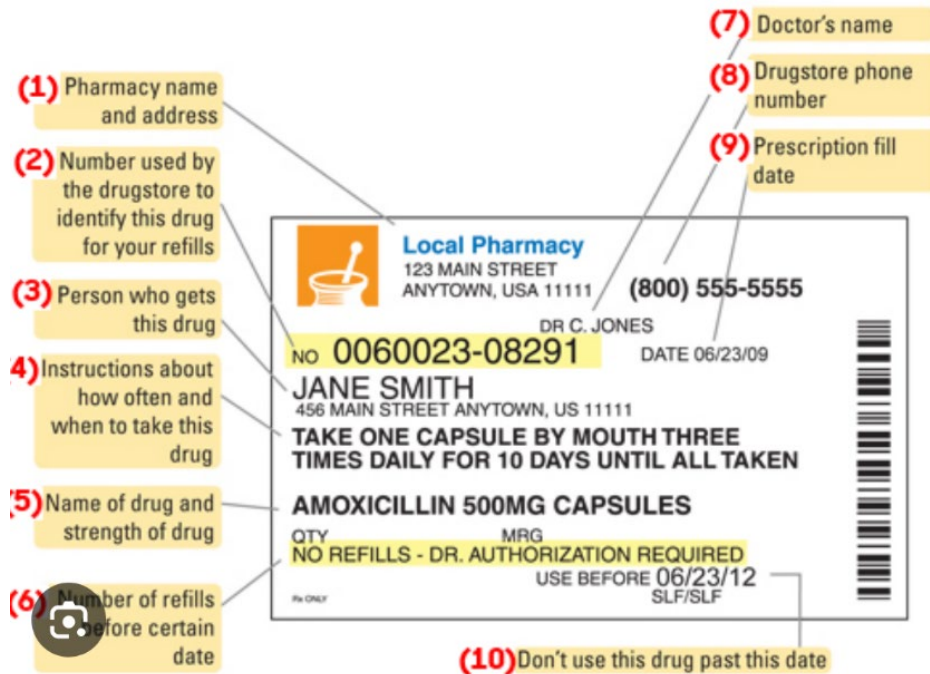 (7) Doctor's name
(8) Drugstore phone
number
(9) Prescription fill
date
(1) Pharmacy name
and address
(2) Number used by
the drugstore to
identify this drug
for your refills
(3) Person who gets
this drug
4) Instructions about
how often and
when to take this
drug
5) Name of drug and
strength of drug
(6) Number of refills
before certain
date
Local Pharmacy
123 MAIN STREET
ANYTOWN, USA 11111
(800) 555-5555
DR C. JONES
NO 0060023-08291
DATE 06/23/09
JANE SMITH
456 MAIN STREET ANYTOWN, US 11111
TAKE ONE CAPSULE BY MOUTH THREE
TIMES DAILY FOR 10 DAYS UNTIL ALL TAKEN
AMOXICILLIN 500MG CAPSULES
QTY MRG
NO REFILLS - DR. AUTHORIZATION REQUIRED
USE BEFORE 06/23/12
SLF/SLF
Rx ONLY
(10) Don't use this drug past this date